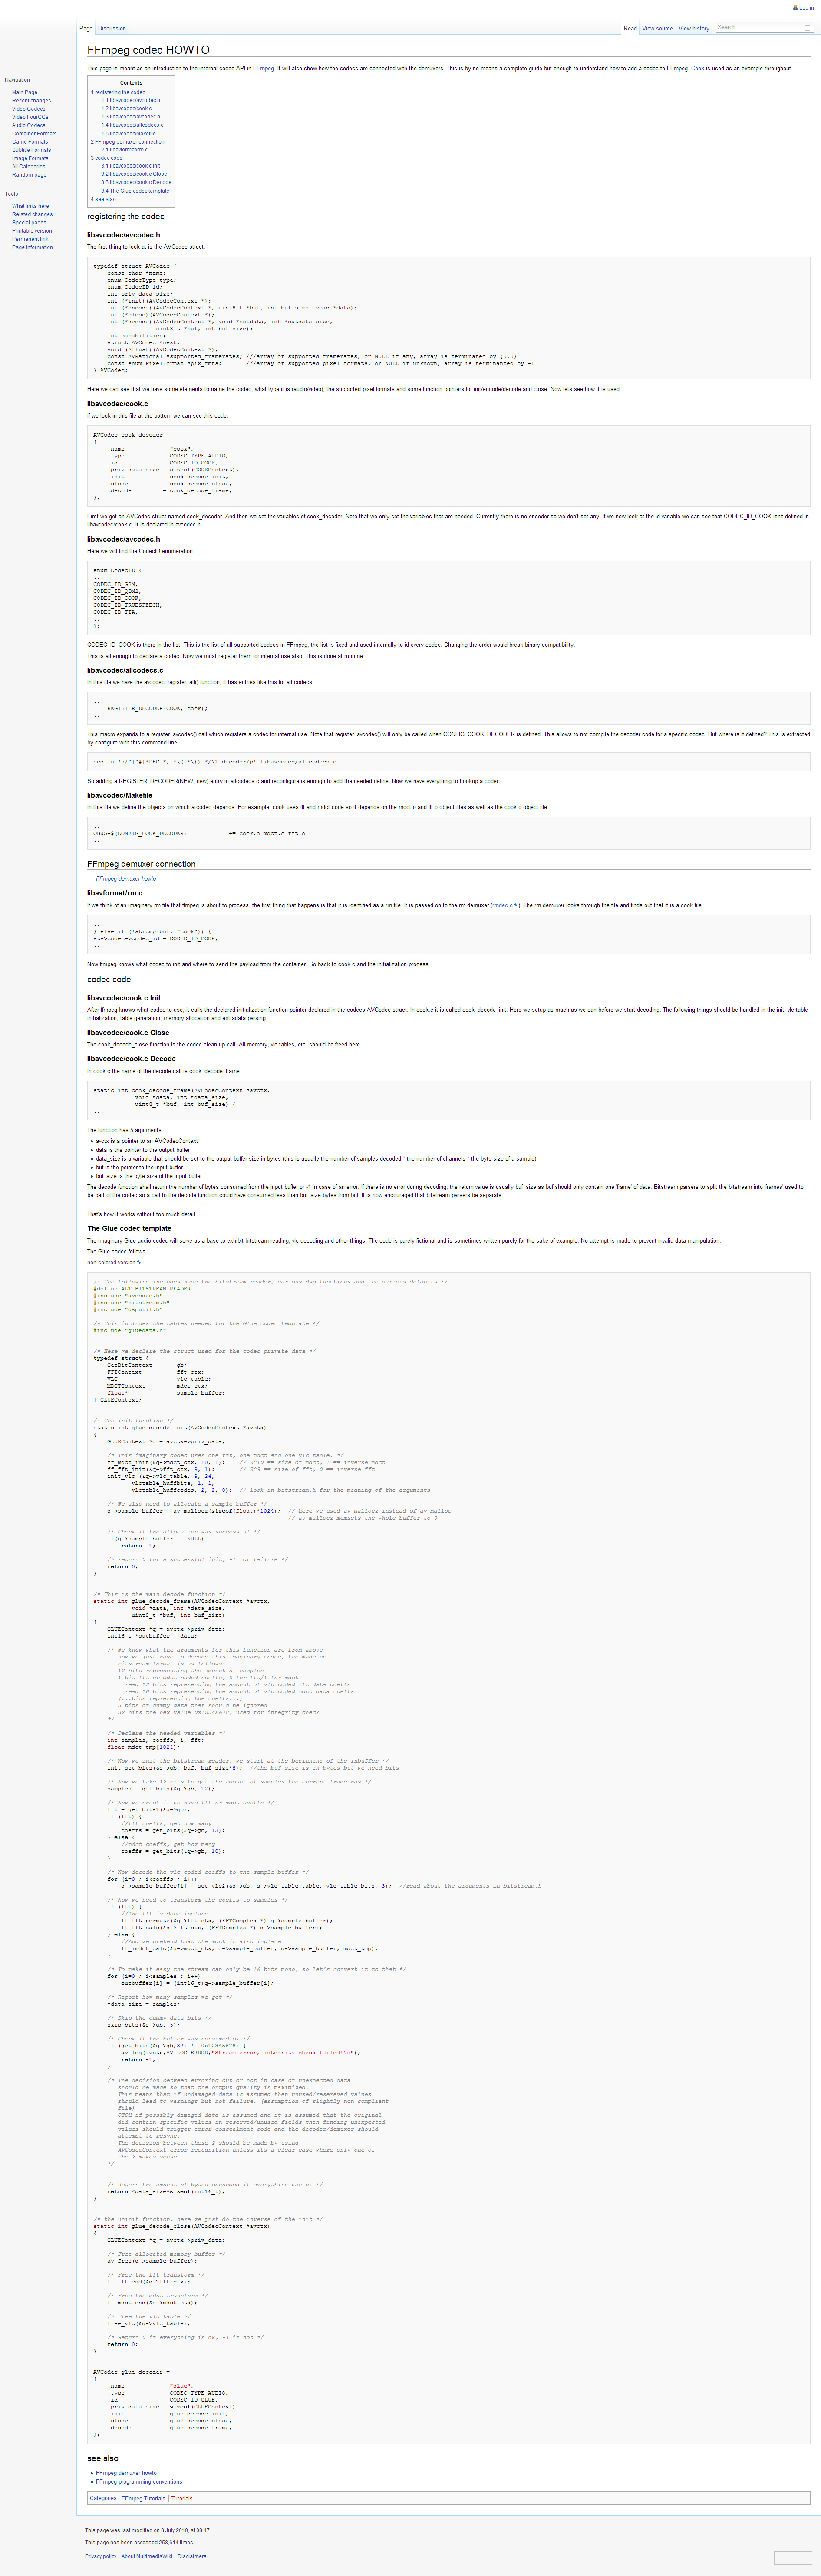 Log in
Page Discussion Read View source View history Search
FFmpeg codec HOWTO
This page is meant as an introduction to the internal codec API in FFmpeg. It will also show how the codecs are connected with the demuxers. This is by no means a complete guide but enough to understand how to add a codec to FFmpeg. Cook is used as an example throughout.
Contents
1 registering the codec
1.1 libavcodec/avcodec.h
1.2 libavcodec/cook.c
1.3 libavcodec/avcodec.h
1.4 libavcodec/allcodecs.c
1.5 libavcodec/Makefile
2 FFmpeg demuxer connection
2.1 libavformat/rm.c
3 codec code
3.1 libavcodec/cook.c Init
3.2 libavcodec/cook.c Close
3.3 libavcodec/cook.c Decode
3.4 The Glue codec template
4 see also
Navigation
Main Page
Recent changes
Video Codecs
Video FourCCs
Audio Codecs
Container Formats
Game Formats
Subtitle Formats
Image Formats
All Categories
Random page
Tools
What links here
Related changes
Special pages
Printable version
Permanent link
Page information
registering the codec
libavcodec/avcodec.h
The first thing to look at is the AVCodec struct.
typedef struct AVCodec {
const char *name;
enum CodecType type;
enum CodecID id;
int priv_data_size;
int (*init)(AVCodecContext *);
int (*encode)(AVCodecContext *, uint8_t *buf, int buf_size, void *data);
int (*close)(AVCodecContext *);
int (*decode)(AVCodecContext *, void *outdata, int *outdata_size,
uint8_t *buf, int buf_size);
int capabilities;
struct AVCodec *next;
void (*flush)(AVCodecContext *);
const AVRational *supported_framerates; ///array of supported framerates, or NULL if any, array is terminated by {0,0}
const enum PixelFormat *pix_fmts; ///array of supported pixel formats, or NULL if unknown, array is terminanted by -1
} AVCodec;
Here we can see that we have some elements to name the codec, what type it is (audio/video), the supported pixel formats and some function pointers for init/encode/decode and close. Now lets see how it is used.
libavcodec/cook.c
If we look in this file at the bottom we can see this code:
AVCodec cook_decoder =
{
.name = "cook",
.type = CODEC_TYPE_AUDIO,
.id = CODEC_ID_COOK,
.priv_data_size = sizeof(COOKContext),
.init = cook_decode_init,
.close = cook_decode_close,
.decode = cook_decode_frame,
};
First we get an AVCodec struct named cook_decoder. And then we set the variables of cook_decoder. Note that we only set the variables that are needed. Currently there is no encoder so we don't set any. If we now look at the id variable we can see that CODEC_ID_COOK isn't defined in
libavcodec/cook.c. It is declared in avcodec.h.
libavcodec/avcodec.h
Here we will find the CodecID enumeration.
enum CodecID {
...
CODEC_ID_GSM,
CODEC_ID_QDM2,
CODEC_ID_COOK,
CODEC_ID_TRUESPEECH,
CODEC_ID_TTA,
...
};
CODEC_ID_COOK is there in the list. This is the list of all supported codecs in FFmpeg, the list is fixed and used internally to id every codec. Changing the order would break binary compatibility.
This is all enough to declare a codec. Now we must register them for internal use also. This is done at runtime.
libavcodec/allcodecs.c
In this file we have the avcodec_register_all() function, it has entries like this for all codecs.
...
REGISTER_DECODER(COOK, cook);
...
This macro expands to a register_avcodec() call which registers a codec for internal use. Note that register_avcodec() will only be called when CONFIG_COOK_DECODER is defined. This allows to not compile the decoder code for a specific codec. But where is it defined? This is extracted
by configure with this command line:
sed -n 's/^[^#]*DEC.*, *\(.*\)).*/\1_decoder/p' libavcodec/allcodecs.c
So adding a REGISTER_DECODER(NEW, new) entry in allcodecs.c and reconfigure is enough to add the needed define. Now we have everything to hookup a codec.
libavcodec/Makefile
In this file we define the objects on which a codec depends. For example, cook uses fft and mdct code so it depends on the mdct.o and fft.o object files as well as the cook.o object file.
...
OBJS-$(CONFIG_COOK_DECODER) += cook.o mdct.o fft.o
...
FFmpeg demuxer connection
FFmpeg demuxer howto
libavformat/rm.c
If we think of an imaginary rm file that ffmpeg is about to process, the first thing that happens is that it is identified as a rm file. It is passed on to the rm demuxer (rmdec.c). The rm demuxer looks through the file and finds out that it is a cook file.
...
} else if (!strcmp(buf, "cook")) {
st->codec->codec_id = CODEC_ID_COOK;
...
Now ffmpeg knows what codec to init and where to send the payload from the container. So back to cook.c and the initialization process.
codec code
libavcodec/cook.c Init
After ffmpeg knows what codec to use, it calls the declared initialization function pointer declared in the codecs AVCodec struct. In cook.c it is called cook_decode_init. Here we setup as much as we can before we start decoding. The following things should be handled in the init, vlc table
initialization, table generation, memory allocation and extradata parsing.
libavcodec/cook.c Close
The cook_decode_close function is the codec clean-up call. All memory, vlc tables, etc. should be freed here.
libavcodec/cook.c Decode
In cook.c the name of the decode call is cook_decode_frame.
static int cook_decode_frame(AVCodecContext *avctx,
void *data, int *data_size,
uint8_t *buf, int buf_size) {
...
The function has 5 arguments:
avctx is a pointer to an AVCodecContext
data is the pointer to the output buffer
data_size is a variable that should be set to the output buffer size in bytes (this is usually the number of samples decoded * the number of channels * the byte size of a sample)
buf is the pointer to the input buffer
buf_size is the byte size of the input buffer
The decode function shall return the number of bytes consumed from the input buffer or -1 in case of an error. If there is no error during decoding, the return value is usually buf_size as buf should only contain one 'frame' of data. Bitstream parsers to split the bitstream into 'frames' used to
be part of the codec so a call to the decode function could have consumed less than buf_size bytes from buf. It is now encouraged that bitstream parsers be separate.
That's how it works without too much detail.
The Glue codec template
The imaginary Glue audio codec will serve as a base to exhibit bitstream reading, vlc decoding and other things. The code is purely fictional and is sometimes written purely for the sake of example. No attempt is made to prevent invalid data manipulation.
The Glue codec follows.
non-colored version
/* The following includes have the bitstream reader, various dsp functions and the various defaults */
#define ALT_BITSTREAM_READER
#include "avcodec.h"
#include "bitstream.h"
#include "dsputil.h"
/* This includes the tables needed for the Glue codec template */
#include "gluedata.h"
/* Here we declare the struct used for the codec private data */
typedef struct {
GetBitContext gb;
FFTContext fft_ctx;
VLC vlc_table;
MDCTContext mdct_ctx;
float* sample_buffer;
} GLUEContext;
/* The init function */
static int glue_decode_init(AVCodecContext *avctx)
{
GLUEContext *q = avctx->priv_data;
/* This imaginary codec uses one fft, one mdct and one vlc table. */
ff_mdct_init(&q->mdct_ctx, 10, 1); // 2^10 == size of mdct, 1 == inverse mdct
ff_fft_init(&q->fft_ctx, 9, 1); // 2^9 == size of fft, 0 == inverse fft
init_vlc (&q->vlc_table, 9, 24,
vlctable_huffbits, 1, 1,
vlctable_huffcodes, 2, 2, 0); // look in bitstream.h for the meaning of the arguments
/* We also need to allocate a sample buffer */
q->sample_buffer = av_mallocz(sizeof(float)*1024); // here we used av_mallocz instead of av_malloc
// av_mallocz memsets the whole buffer to 0
/* Check if the allocation was successful */
if(q->sample_buffer == NULL)
return -1;
/* return 0 for a successful init, -1 for failure */
return 0;
}
/* This is the main decode function */
static int glue_decode_frame(AVCodecContext *avctx,
void *data, int *data_size,
uint8_t *buf, int buf_size)
{
GLUEContext *q = avctx->priv_data;
int16_t *outbuffer = data;
/* We know what the arguments for this function are from above
now we just have to decode this imaginary codec, the made up
bitstream format is as follows:
12 bits representing the amount of samples
1 bit fft or mdct coded coeffs, 0 for fft/1 for mdct
read 13 bits representing the amount of vlc coded fft data coeffs
read 10 bits representing the amount of vlc coded mdct data coeffs
(...bits representing the coeffs...)
5 bits of dummy data that should be ignored
32 bits the hex value 0x12345678, used for integrity check
*/
/* Declare the needed variables */
int samples, coeffs, i, fft;
float mdct_tmp[1024];
/* Now we init the bitstream reader, we start at the beginning of the inbuffer */
init_get_bits(&q->gb, buf, buf_size*8); //the buf_size is in bytes but we need bits
/* Now we take 12 bits to get the amount of samples the current frame has */
samples = get_bits(&q->gb, 12);
/* Now we check if we have fft or mdct coeffs */
fft = get_bits1(&q->gb);
if (fft) {
//fft coeffs, get how many
coeffs = get_bits(&q->gb, 13);
} else {
//mdct coeffs, get how many
coeffs = get_bits(&q->gb, 10);
}
/* Now decode the vlc coded coeffs to the sample_buffer */
for (i=0 ; i<coeffs ; i++)
q->sample_buffer[i] = get_vlc2(&q->gb, q->vlc_table.table, vlc_table.bits, 3); //read about the arguments in bitstream.h
/* Now we need to transform the coeffs to samples */
if (fft) {
//The fft is done inplace
ff_fft_permute(&q->fft_ctx, (FFTComplex *) q->sample_buffer);
ff_fft_calc(&q->fft_ctx, (FFTComplex *) q->sample_buffer);
} else {
//And we pretend that the mdct is also inplace
ff_imdct_calc(&q->mdct_ctx, q->sample_buffer, q->sample_buffer, mdct_tmp);
}
/* To make it easy the stream can only be 16 bits mono, so let's convert it to that */
for (i=0 ; i<samples ; i++)
outbuffer[i] = (int16_t)q->sample_buffer[i];
/* Report how many samples we got */
*data_size = samples;
/* Skip the dummy data bits */
skip_bits(&q->gb, 5);
/* Check if the buffer was consumed ok */
if (get_bits(&q->gb,32) != 0x12345678) {
av_log(avctx,AV_LOG_ERROR,"Stream error, integrity check failed!\n");
return -1;
}
/* The decision between erroring out or not in case of unexpected data
should be made so that the output quality is maximized.
This means that if undamaged data is assumed then unused/resereved values
should lead to warnings but not failure. (assumption of slightly non compliant
file)
OTOH if possibly damaged data is assumed and it is assumed that the original
did contain specific values in reserved/unused fields then finding unexpected
values should trigger error concealment code and the decoder/demuxer should
attempt to resync.
The decision between these 2 should be made by using
AVCodecContext.error_recognition unless its a clear case where only one of
the 2 makes sense.
*/
/* Return the amount of bytes consumed if everything was ok */
return *data_size*sizeof(int16_t);
}
/* the uninit function, here we just do the inverse of the init */
static int glue_decode_close(AVCodecContext *avctx)
{
GLUEContext *q = avctx->priv_data;
/* Free allocated memory buffer */
av_free(q->sample_buffer);
/* Free the fft transform */
ff_fft_end(&q->fft_ctx);
/* Free the mdct transform */
ff_mdct_end(&q->mdct_ctx);
/* Free the vlc table */
free_vlc(&q->vlc_table);
/* Return 0 if everything is ok, -1 if not */
return 0;
}
AVCodec glue_decoder =
{
.name = "glue",
.type = CODEC_TYPE_AUDIO,
.id = CODEC_ID_GLUE,
.priv_data_size = sizeof(GLUEContext),
.init = glue_decode_init,
.close = glue_decode_close,
.decode = glue_decode_frame,
};
see also
FFmpeg demuxer howto
FFmpeg programming conventions
Categories: FFmpeg Tutorials | Tutorials
This page was last modified on 8 July 2010, at 08:47.
This page has been accessed 258,514 times.
Privacy policy About MultimediaWiki Disclaimers